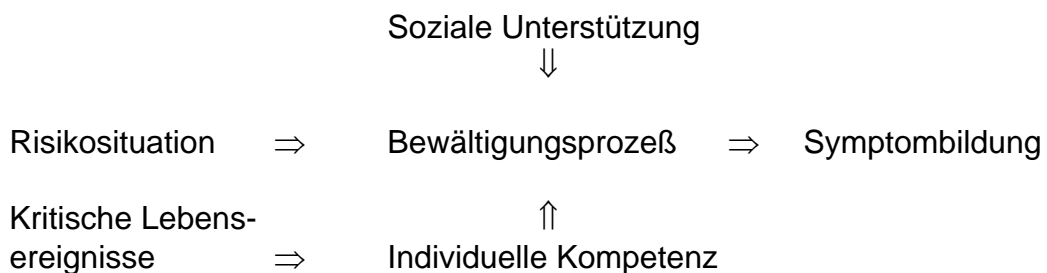 Soziale Unterstützung
⇓
Risikosituation ⇒ Bewältigungsprozeß ⇒ Symptombildung
Kritische Lebens- ⇑
ereignisse ⇒ Individuelle Kompetenz